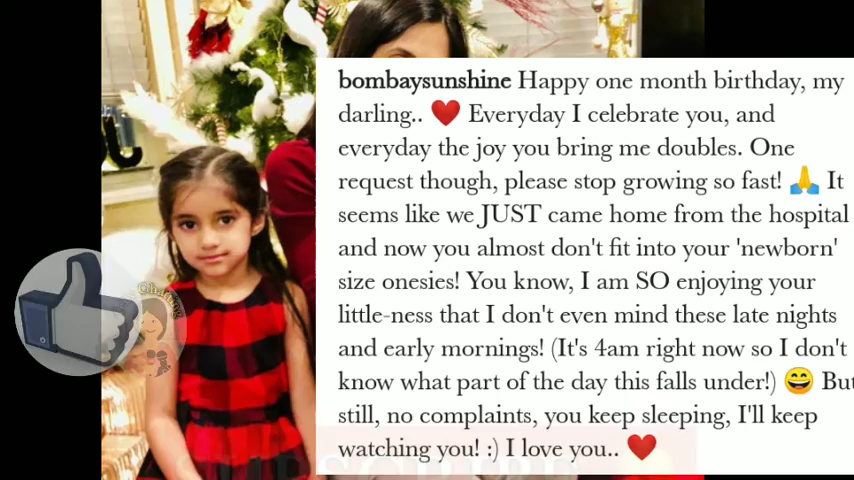 bombaysunshine Happy one month birthday, my
darling.. ❤️ Everyday I celebrate you, and
everyday the joy you bring me doubles. One
request though, please stop growing so fast! 🙏 It
seems like we JUST came home from the hospital
and now you almost don't fit into your 'newborn'
size onesies! You know, I am SO enjoying your
little-ness that I don't even mind these late nights
and early mornings! (It's 4am right now so I don't
know what part of the day this falls under!) 😄 But
still, no complaints, you keep sleeping, I'll keep
watching you! :) I love you.. ❤️